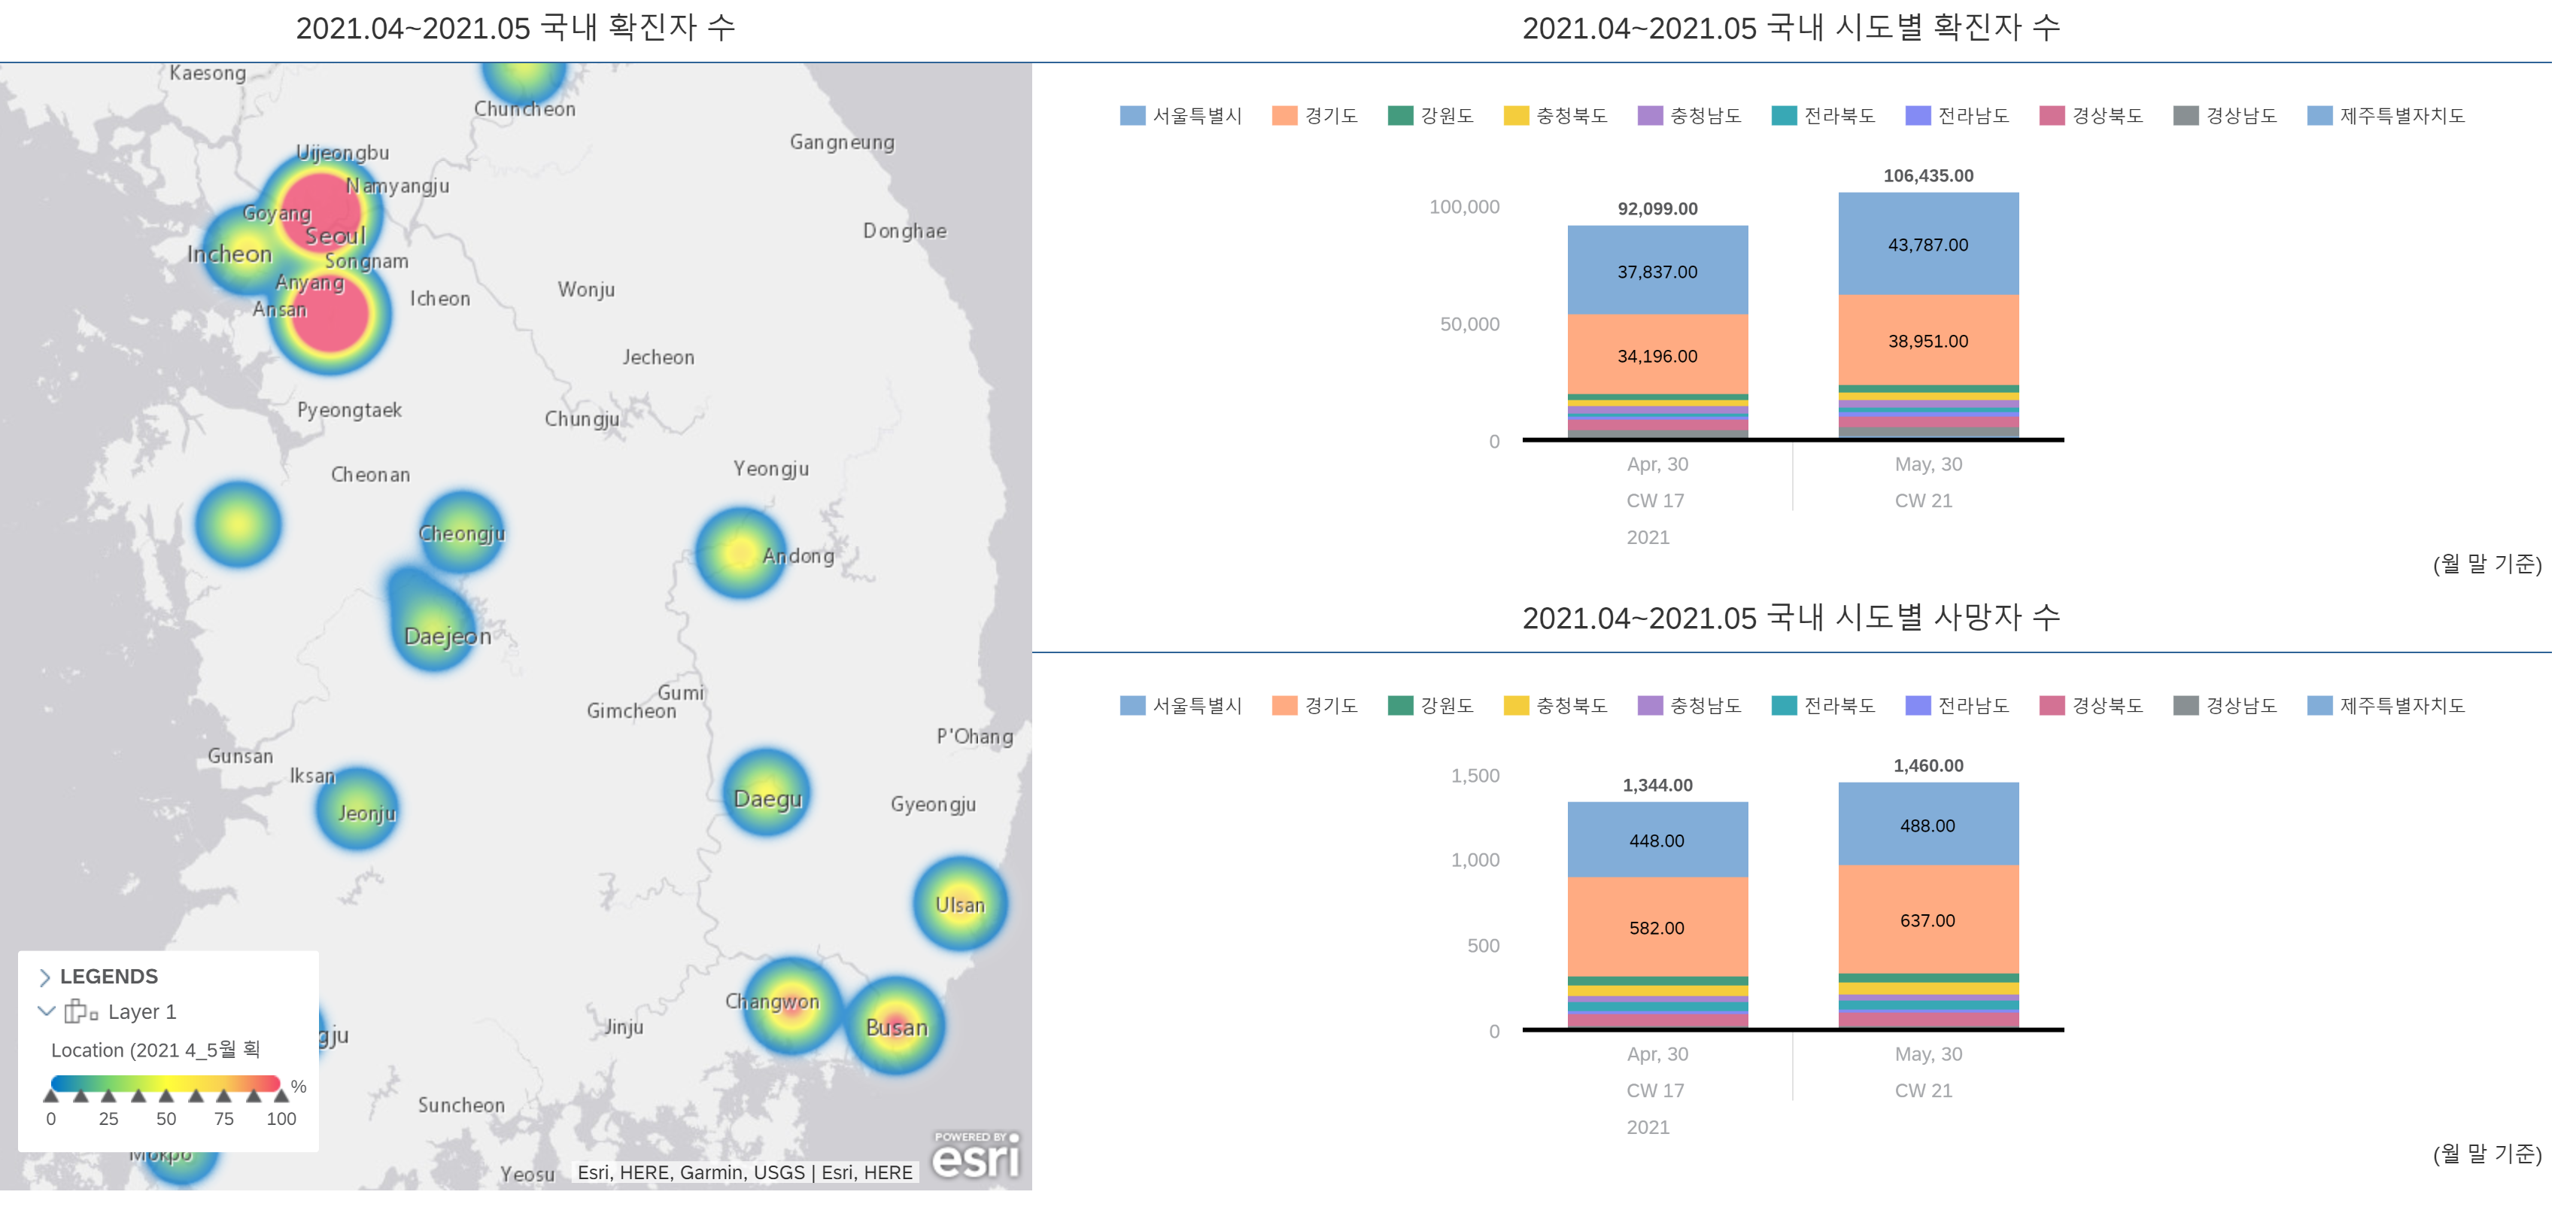 2021.04~2021.05 국내 확진자 수
Kaesong
Chuncheon
Gangneung
Uijeongbu
Namyangju
Goyang
Donghae
Seoul
Incheon
Songnam
Anyang
Icheon
Wonju
Ansan
Jecheon
Pyeongtaek
Chungju
Yeongju
Cheonan
Cheongju
Andong
Daejeon
Gumi
Gimcheon
P'Ohang
Gunsan
Iksan
Daegu
Gyeongju
Jeonju
Ulsan
Changwon
Jinju
Busan
gju
Suncheon
Mokpo
Yeosu
LEGENDS
Layer 1
Location (2021 4_5월 확
%
0 25 50 75 100
POWERED BY
esri
Esri, HERE, Garmin, USGS | Esri, HERE
2021.04~2021.05 국내 시도별 확진자 수
서울특별시 경기도 강원도 충청북도 충청남도 전라북도 전라남도 경상북도 경상남도 제주특별자치도
106,435.00
100,000
92,099.00
43,787.00
37,837.00
50,000
38,951.00
34,196.00
0
Apr, 30 May, 30
CW 17 CW 21
2021
(월 말 기준)
2021.04~2021.05 국내 시도별 사망자 수
서울특별시 경기도 강원도 충청북도 충청남도 전라북도 전라남도 경상북도 경상남도 제주특별자치도
1,460.00
1,500
1,344.00
488.00
448.00
1,000
637.00
582.00
500
0
Apr, 30 May, 30
CW 17 CW 21
2021
(월 말 기준)